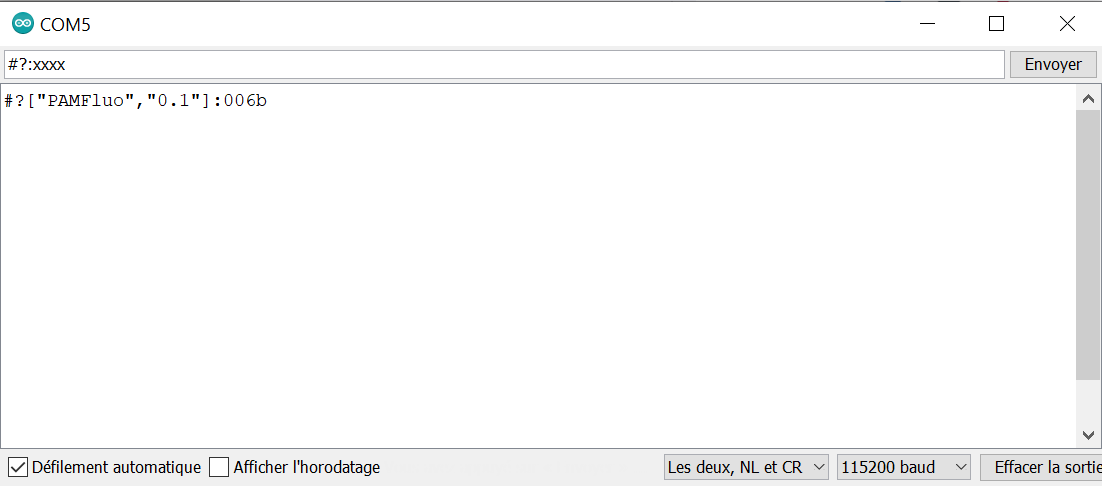 COM5
#?:xxxx
Envoyer
#?["PAMFluo","0.1"]:006b
Défilement automatique Afficher l'horodatage Les deux, NL et CR 115200 baud Effacer la sortie